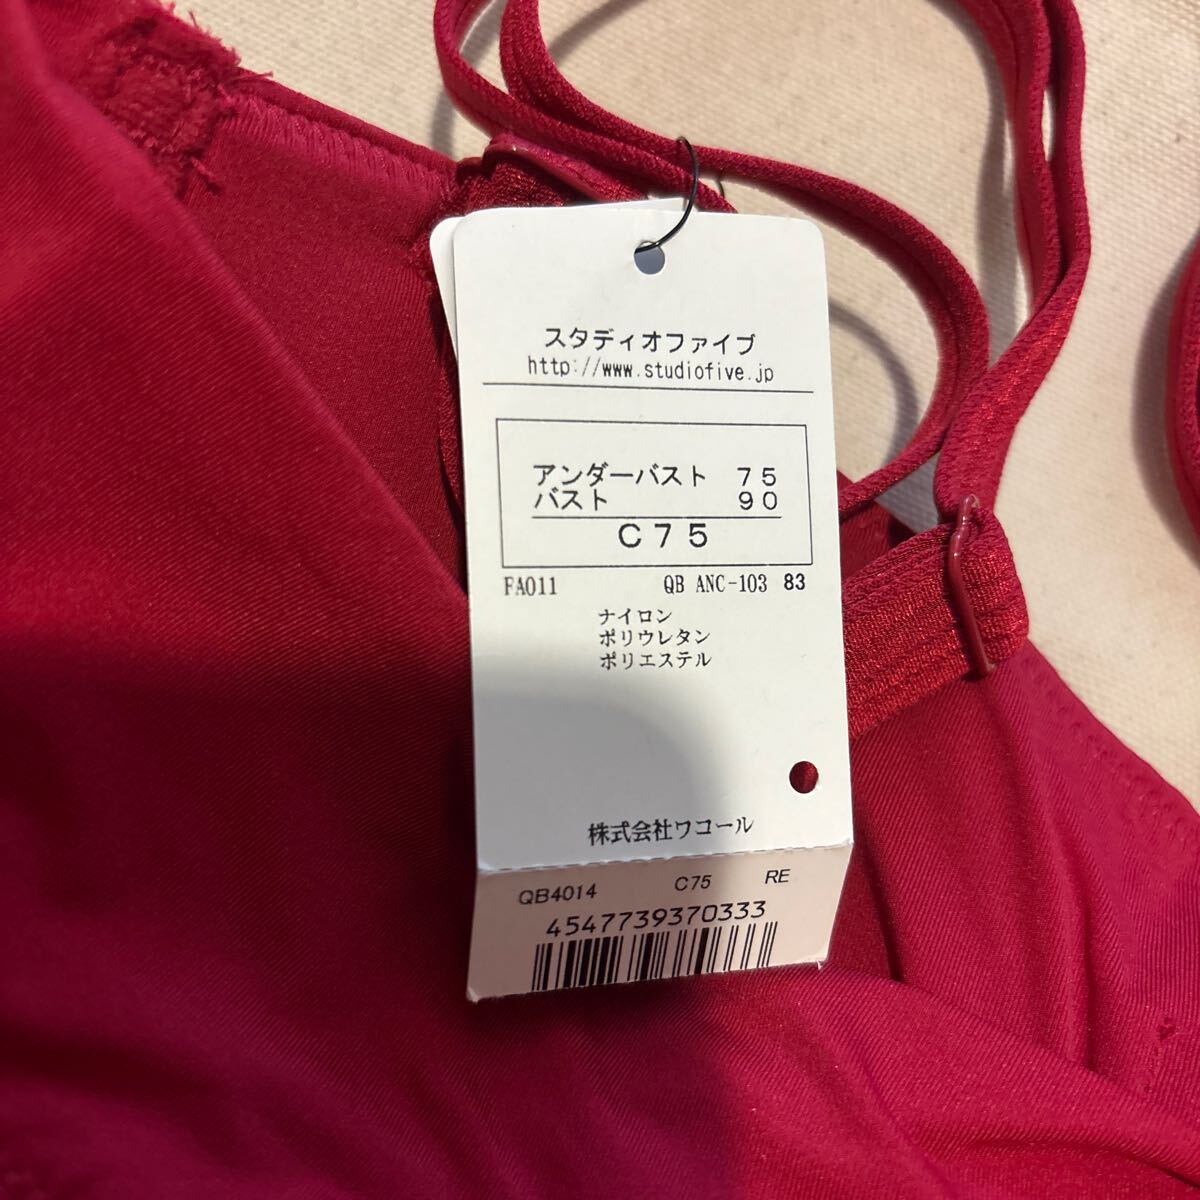 スタディオファイブ
http://www.studiofive.jp
アンダーバスト 75
バスト 90
C75
FA011 QB ANC-103 83
ナイロン
ポリウレタン
ポリエステル
株式会社ワコール
QB4014 C75 RE
4547739370333